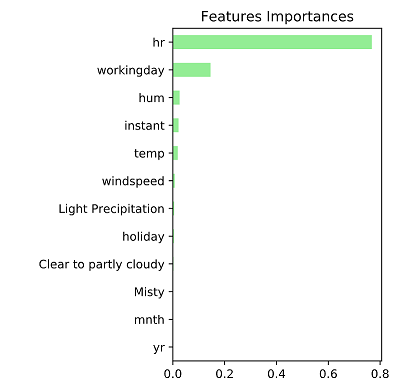 Features Importances
hr
workingday
hum
instant
temp
windspeed
Light Precipitation
holiday
Clear to partly cloudy
Misty
mnth
yr
0.0 0.2 0.4 0.6 0.8